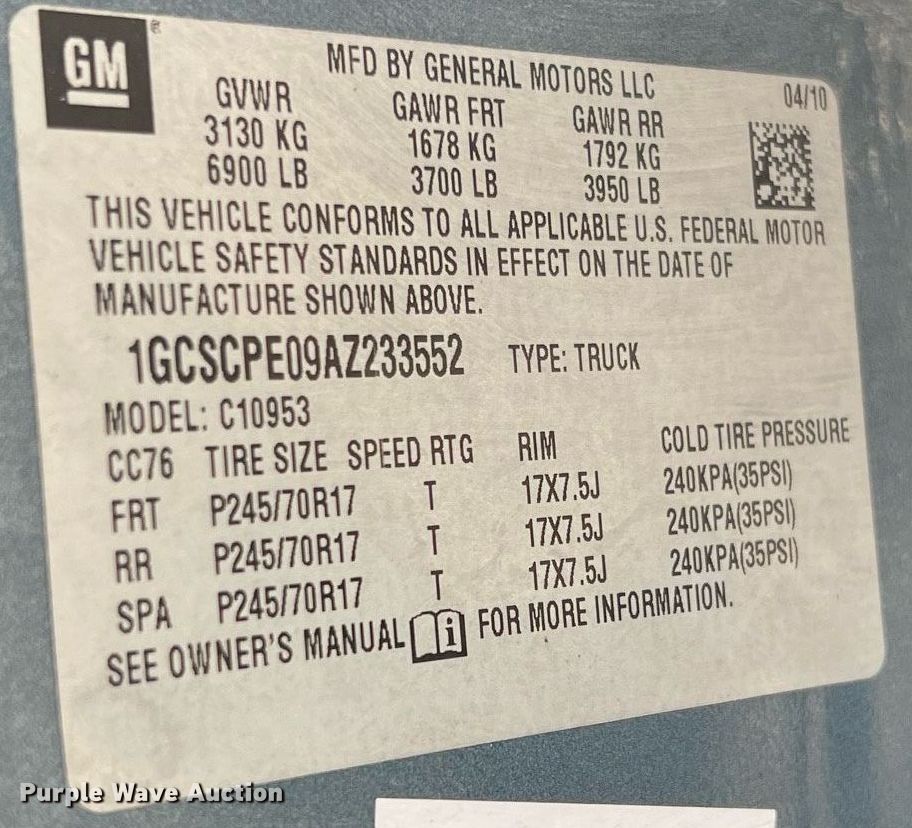 GM ®
MFD BY GENERAL MOTORS LLC
04/10
GVWR GAWR FRT GAWR RR
3130 KG 1678 KG 1792 KG
6900 LB 3700 LB 3950 LB
THIS VEHICLE CONFORMS TO ALL APPLICABLE U.S. FEDERAL MOTOR
VEHICLE SAFETY STANDARDS IN EFFECT ON THE DATE OF
MANUFACTURE SHOWN ABOVE.
1GCSCPE09AZ233552 TYPE: TRUCK
MODEL: C10953
CC76 TIRE SIZE SPEED RTG RIM COLD TIRE PRESSURE
FRT P245/70R17 T 17X7.5J 240KPA(35PSI)
RR P245/70R17 T 17X7.5J 240KPA(35PSI)
SPA P245/70R17 T 17X7.5J 240KPA(35PSI)
SEE OWNER'S MANUAL i FOR MORE INFORMATION.
Purple Wave Auction